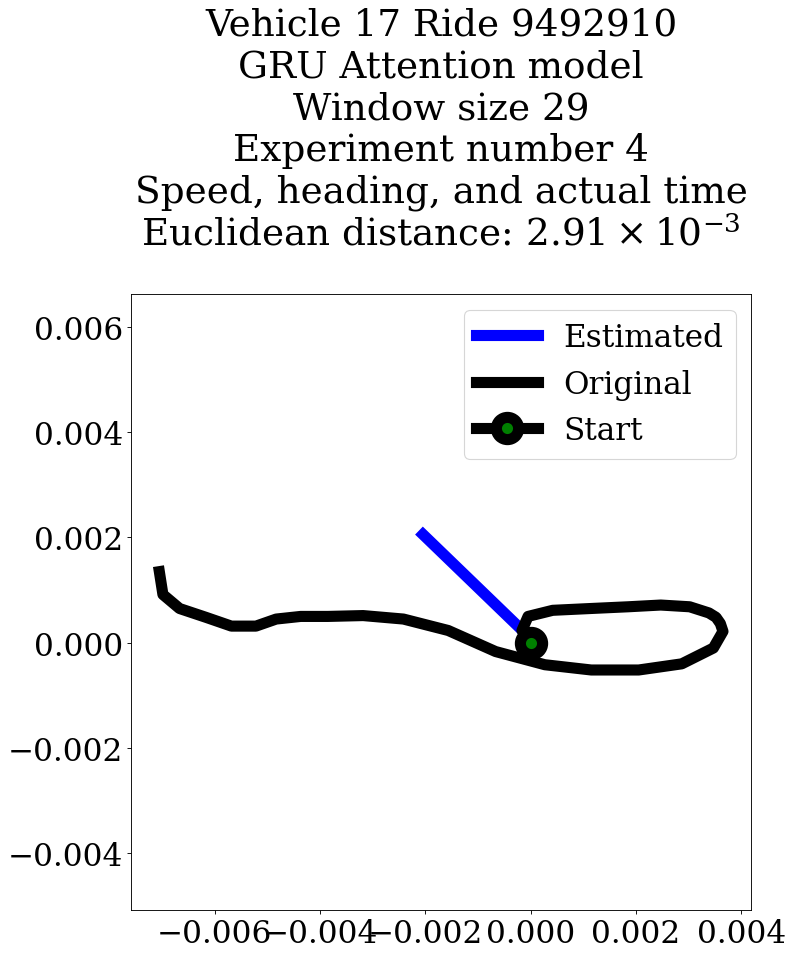 Vehicle 17 Ride 9492910
GRU Attention model
Window size 29
Experiment number 4
Speed, heading, and actual time
Euclidean distance: 2.91 × 10⁻³
Estimated
Original
Start
0.006
0.004
0.002
0.000
−0.002
−0.004
−0.006
−0.004
−0.002
0.000
0.002
0.004